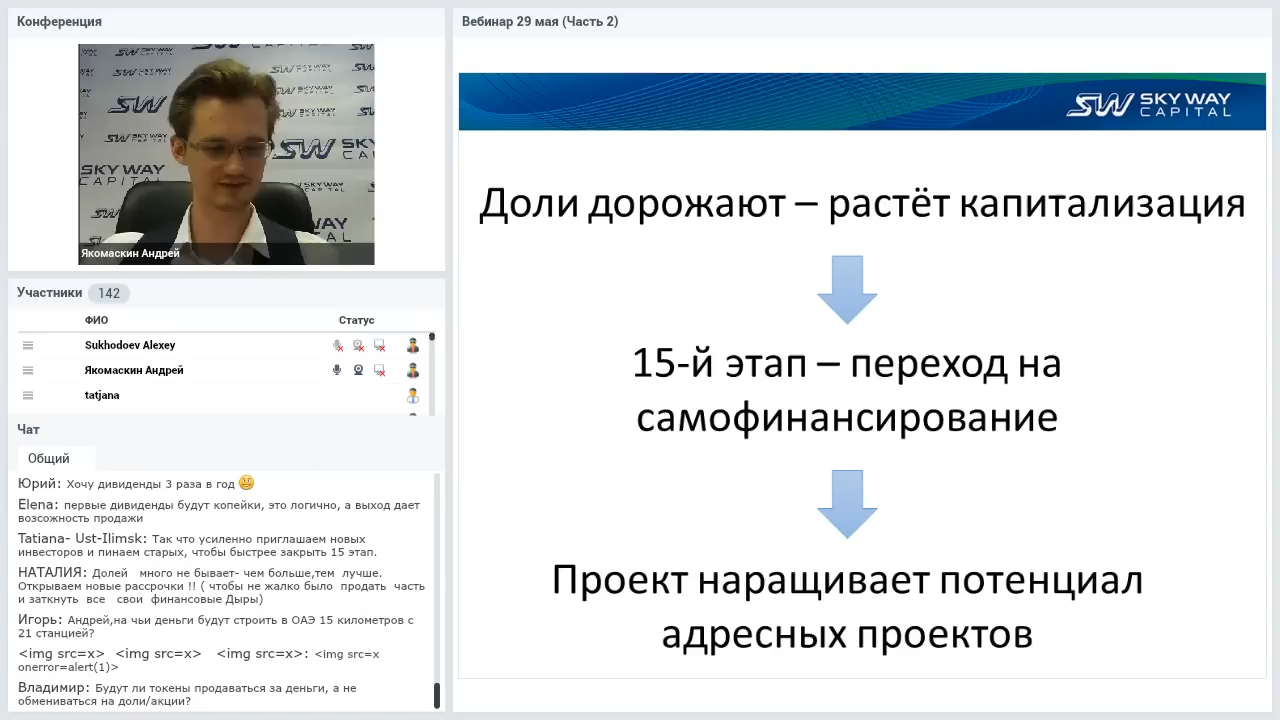 Конференция
SKY WAY
CAPITAL
Якомаскин Андрей
Участники 142
ФИО Статус
Sukhodoev Alexey
Якомаскин Андрей
tatjana
Чат
Общий
Юрий: Хочу дивиденды 3 раза в год
Elena: первые дивиденды будут копейки, это логично, а выход дает
возсожность продажи
Tatiana- Ust-Ilimsk: Так что усиленно приглашаем новых
инвесторов и пинаем старых, чтобы быстрее закрыть 15 этап.
НАТАЛИЯ: Долей много не бывает- чем больше,тем лучше.
Открываем новые рассрочки !! ( чтобы не жалко было продать часть
и заткнуть все свои финансовые Дыры)
Игорь: Андрей,на чьи деньги будут строить в ОАЭ 15 километров с
21 станцией?
<img src=x> <img src=x> <img src=x>: <img src=x
onerror=alert(1)>
Владимир: Будут ли токены продаваться за деньги, а не
обмениваться на доли/акции?
Вебинар 29 мая (Часть 2)
SW SKY WAY
CAPITAL
Доли дорожают – растёт капитализация
15-й этап – переход на
самофинансирование
Проект наращивает потенциал
адресных проектов